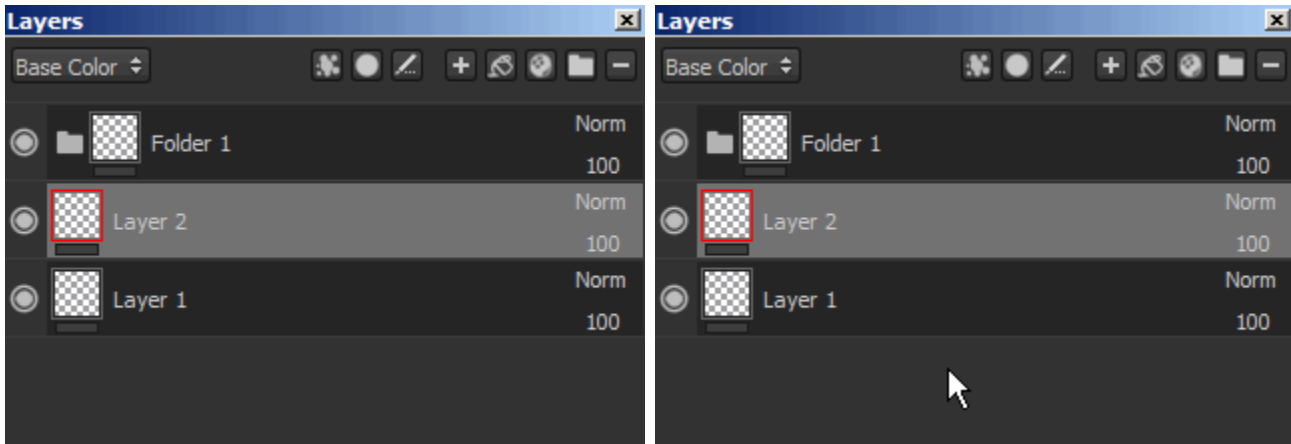 Layers
Base Color
Folder 1
Norm
100
Layer 2
Norm
100
Layer 1
Norm
100
Layers
Base Color
Folder 1
Norm
100
Layer 2
Norm
100
Layer 1
Norm
100